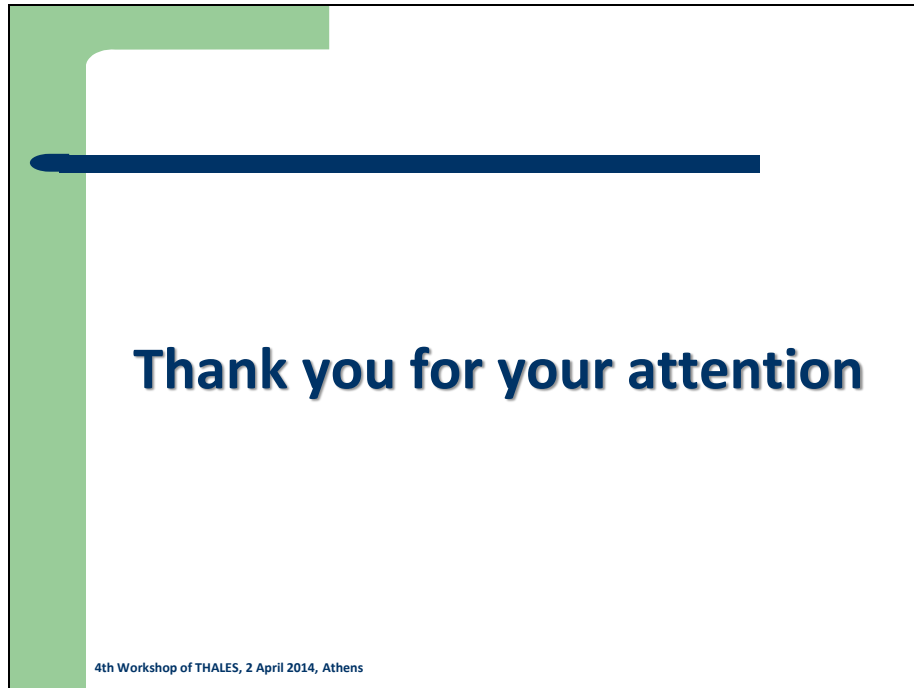 Thank you for your attention
4th Workshop of THALES, 2 April 2014, Athens